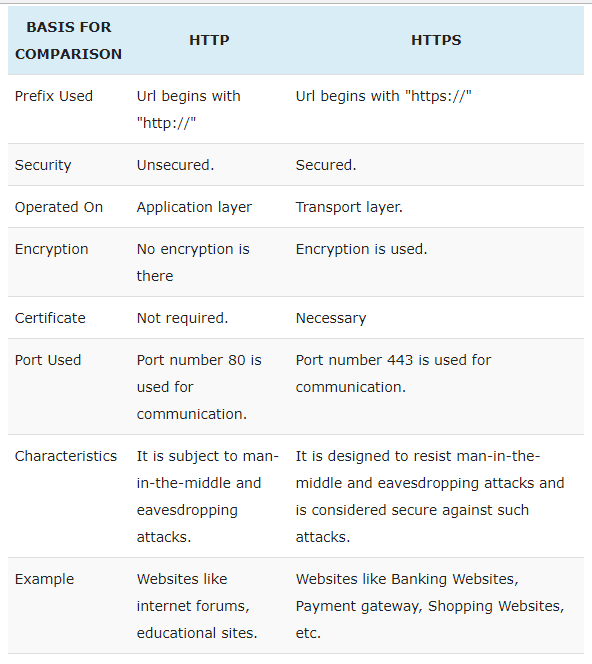 BASIS FOR COMPARISON HTTP HTTPS
Prefix Used Url begins with Url begins with "https://"
"http://"
Security Unsecured. Secured.
Operated On Application layer Transport layer.
Encryption No encryption is Encryption is used.
there
Certificate Not required. Necessary
Port Used Port number 80 is Port number 443 is used for
used for communication.
communication.
Characteristics It is subject to man- It is designed to resist man-in-the-
in-the-middle and middle and eavesdropping attacks and
eavesdropping is considered secure against such
attacks. attacks.
Example Websites like Websites like Banking Websites,
internet forums, Payment gateway, Shopping Websites,
educational sites. etc.